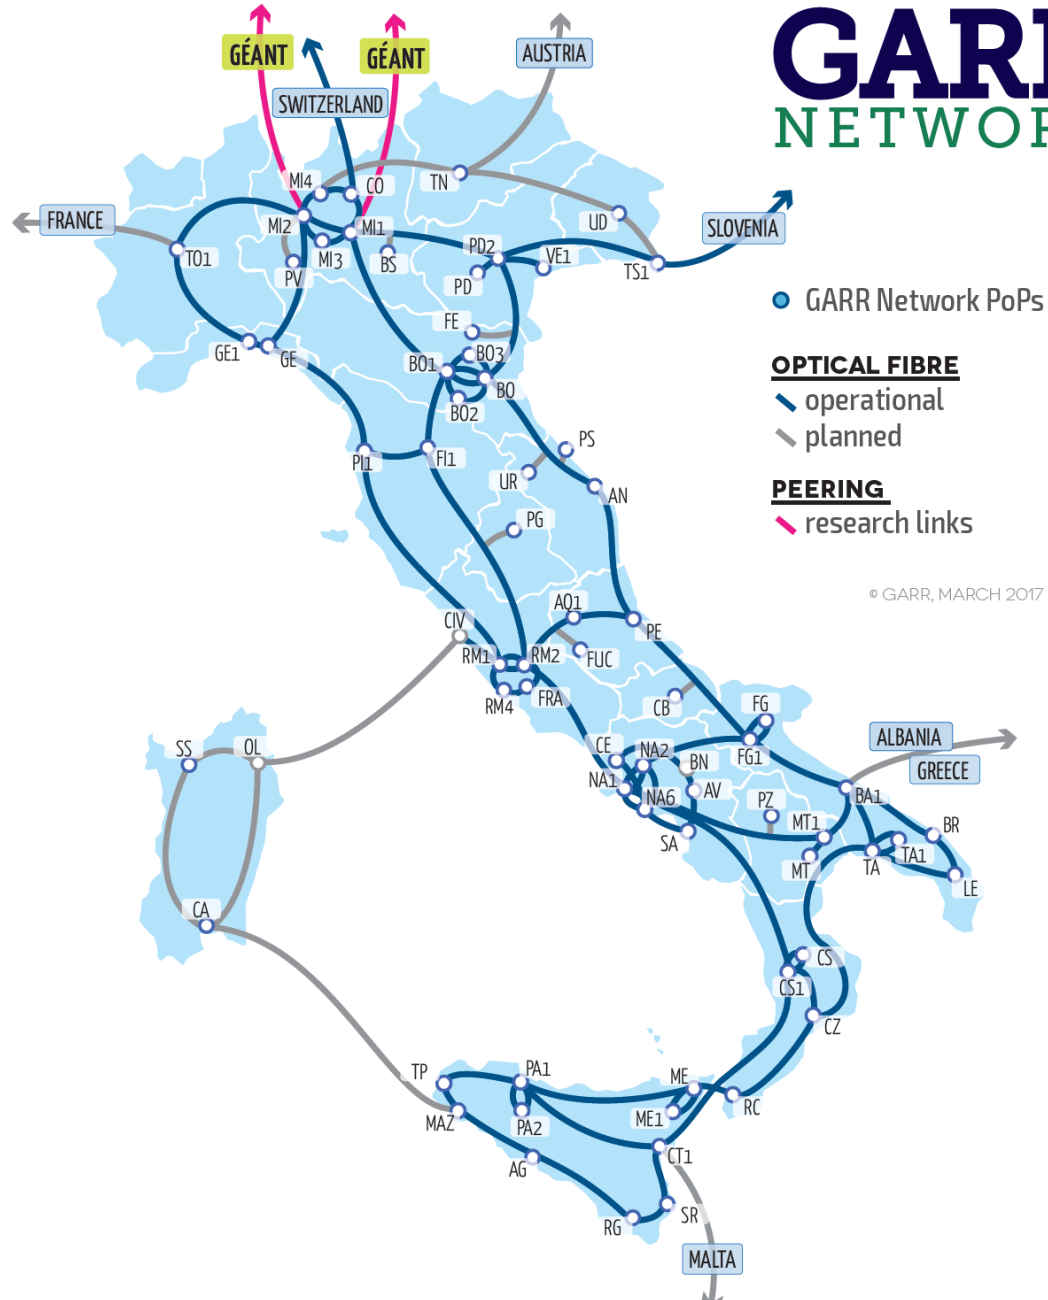 GÉANT
GÉANT
AUSTRIA
SWITZERLAND
GAR
NETWO
MI4
CO
TN
FRANCE
MI2
MI1
UD
SLOVENIA
TO1
MI3
BS
PD2
VE1
TS1
PV
PD
GARR Network PoPs
FE
GE1
GE
BO1
BO3
OPTICAL FIBRE
BO
operational
BO2
planned
PS
PI1
FI1
UR
AN
PEERING
PG
research links
© GARR, MARCH 2017
AQ1
CIV
PE
RM1
RM2
FUC
RM4
FRA
CB
FG
SS
OL
CE
NA2
BN
FG1
ALBANIA
GREECE
NA1
NA6
AV
PZ
BA1
MT1
BR
SA
MT
TA
TA1
LE
CA
CS
CS1
CZ
TP
PA1
ME
MAZ
PA2
ME1
RC
AG
CT1
RG
SR
MALTA